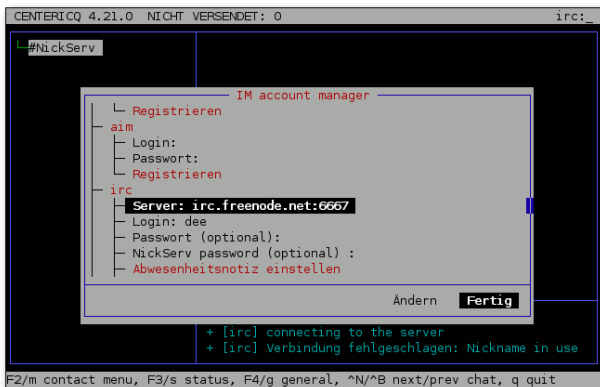 CENTERICQ 4.21.0 NICHT VERSENDET: 0 irc:_
#NickServ
IM account manager
Registrieren
aim
Login:
Passwort:
Registrieren
irc
Server: irc.freenode.net:6667
Login: dee
Passwort (optional):
NickServ password (optional) :
Abwesenheitsnotiz einstellen
Ändern Fertig
+ [irc] connecting to the server
+ [irc] Verbindung fehlgeschlagen: Nickname in use
F2/m contact menu, F3/s status, F4/g general, ^N/^B next/prev chat, q quit